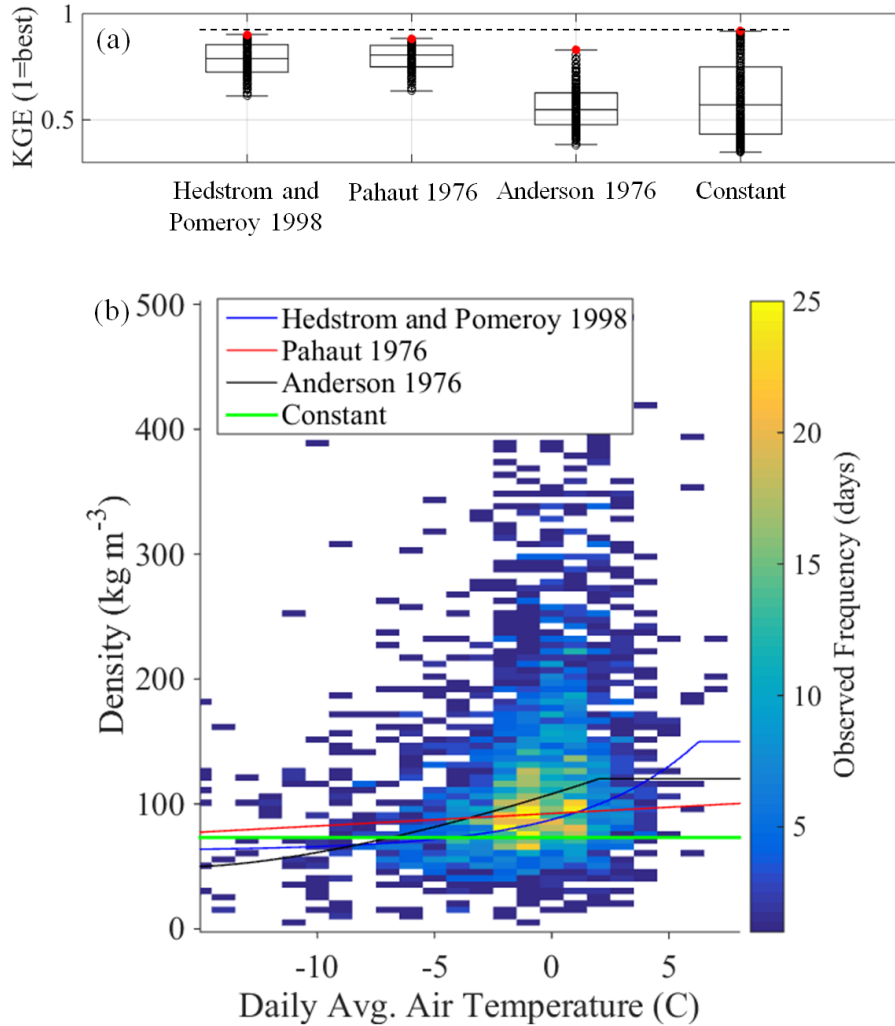 (a)
KGE (1=best)
1
0.5
Hedstrom and
Pomeroy 1998
Pahaut 1976
Anderson 1976
Constant
(b)
Density (kg m-3)
500
400
300
200
100
0
Hedstrom and Pomeroy 1998
Pahaut 1976
Anderson 1976
Constant
-10
-5
0
5
Daily Avg. Air Temperature (C)
25
20
15
10
5
Observed Frequency (days)